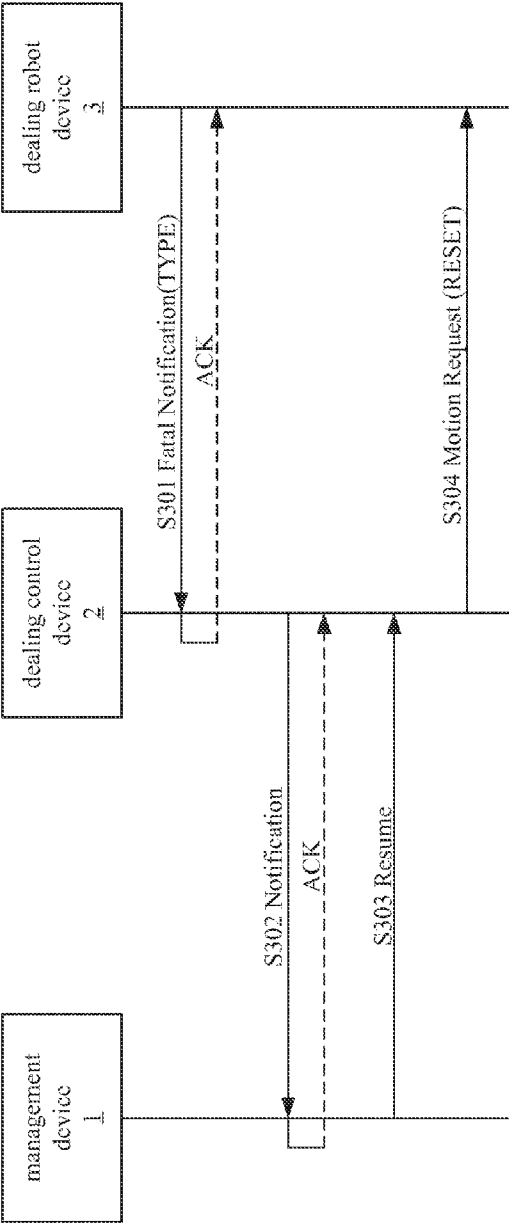 management
device
1
dealing control
device
2
dealing robot
device
3
S301 Fatal Notification(TYPE)
ACK
S302 Notification
ACK
S303 Resume
S304 Motion Request (RESET)